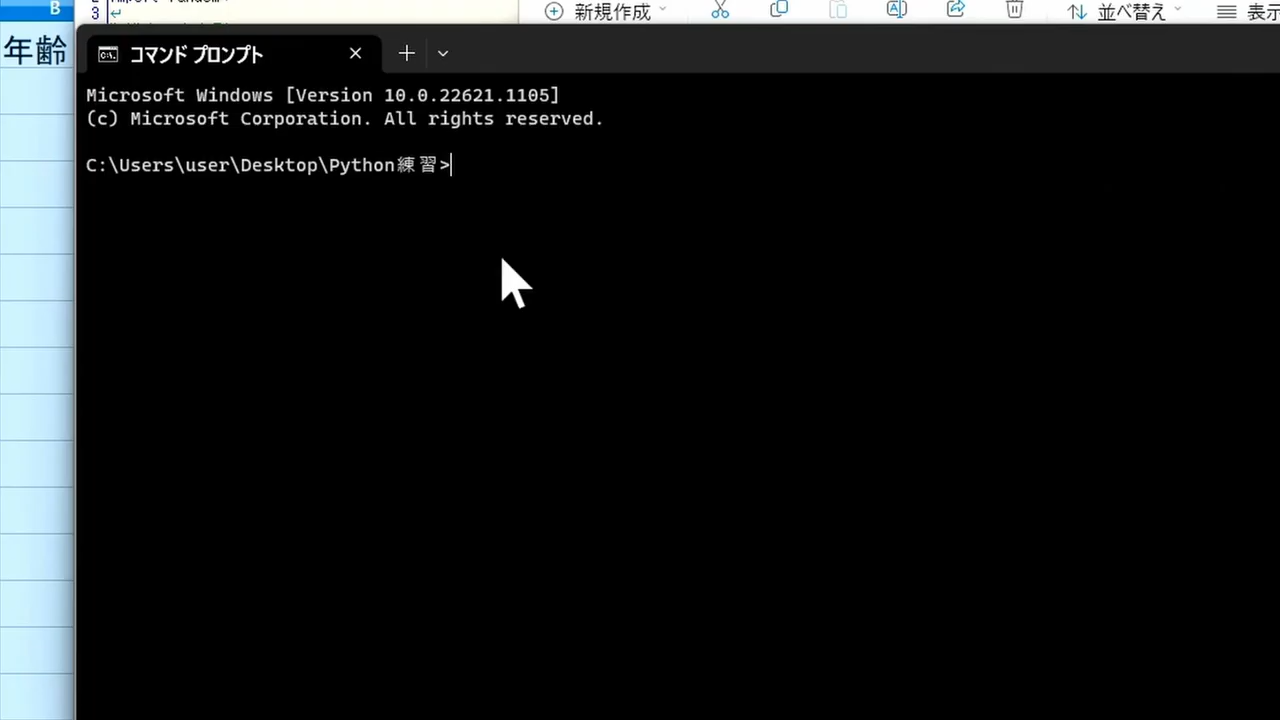 B
年齢
3
新規作成
並べ替え
表示
コマンド プロンプト
Microsoft Windows [Version 10.0.22621.1105]
(c) Microsoft Corporation. All rights reserved.
C:\Users\user\Desktop\Python練習>